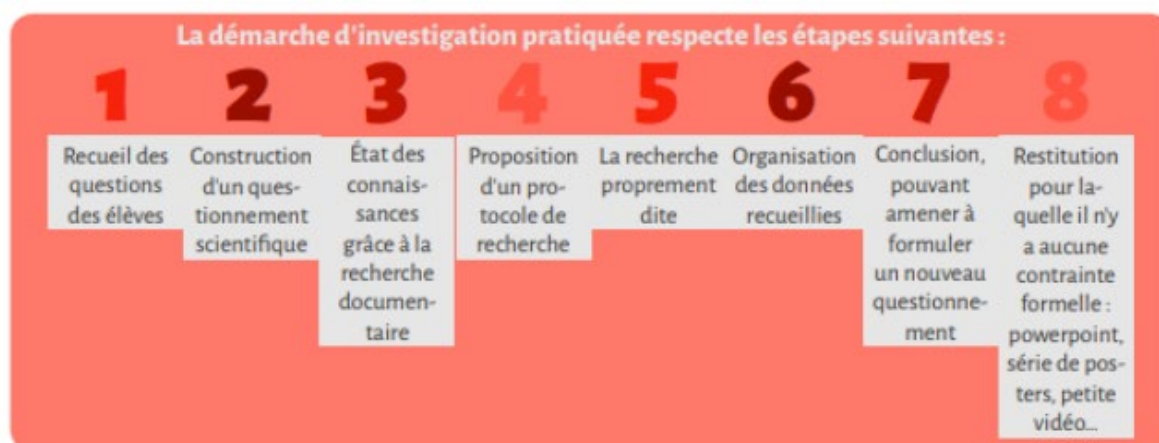 La démarche d'investigation pratiquée respecte les étapes suivantes :
1
Recueil des
questions
des élèves
2
Construction
d'un ques-
tionnement
scientifique
3
État des
connais-
sances
grâce à la
recherche
documen-
taire
4
Proposition
d'un pro-
tocole de
recherche
5
La recherche
proprement
dite
6
Organisation
des données
recueillies
7
Conclusion,
pouvant
amener à
formuler
un nouveau
questionne-
ment
8
Restitution
pour la-
quelle il n'y
a aucune
contrainte
formelle :
powerpoint,
série de pos-
ters, petite
vidéo...